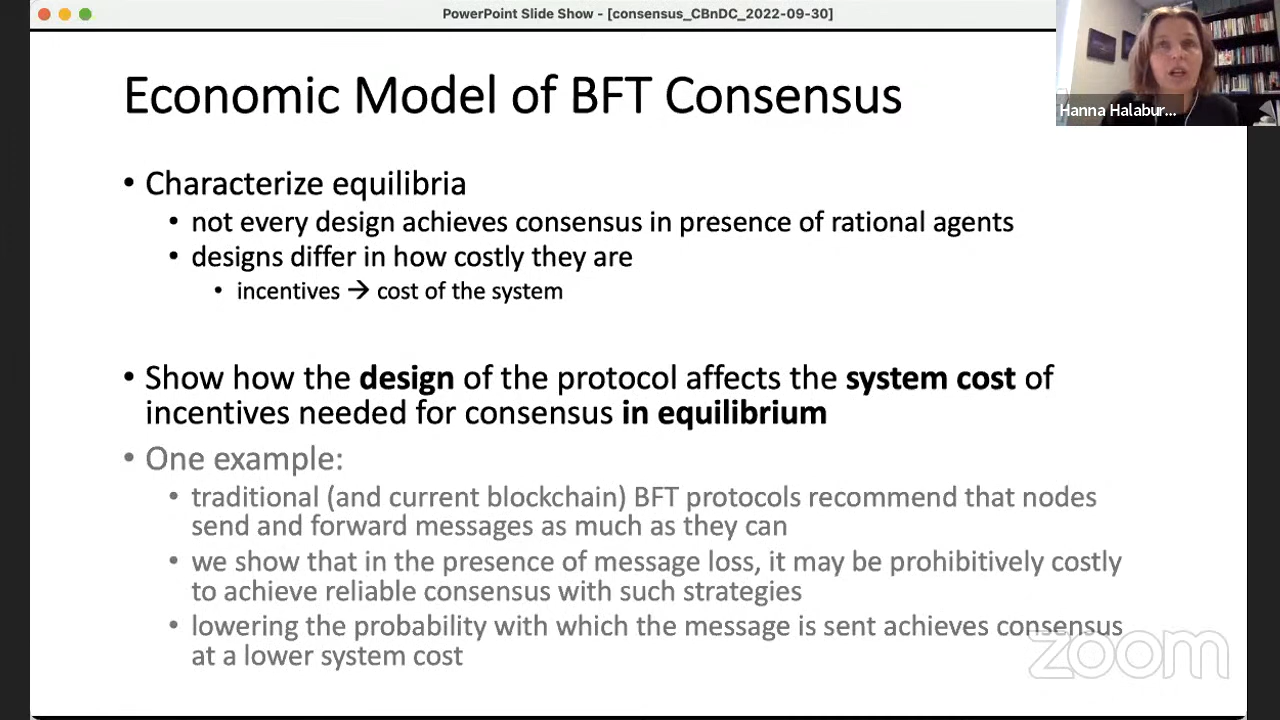 PowerPoint Slide Show - [consensus_CBnDC_2022-09-30]
Economic Model of BFT Consensus
Hanna Halabur...
• Characterize equilibria
• not every design achieves consensus in presence of rational agents
• designs differ in how costly they are
• incentives → cost of the system
• Show how the design of the protocol affects the system cost of
incentives needed for consensus in equilibrium
• One example:
• traditional (and current blockchain) BFT protocols recommend that nodes
send and forward messages as much as they can
• we show that in the presence of message loss, it may be prohibitively costly
to achieve reliable consensus with such strategies
• lowering the probability with which the message is sent achieves consensus
at a lower system cost
zoom